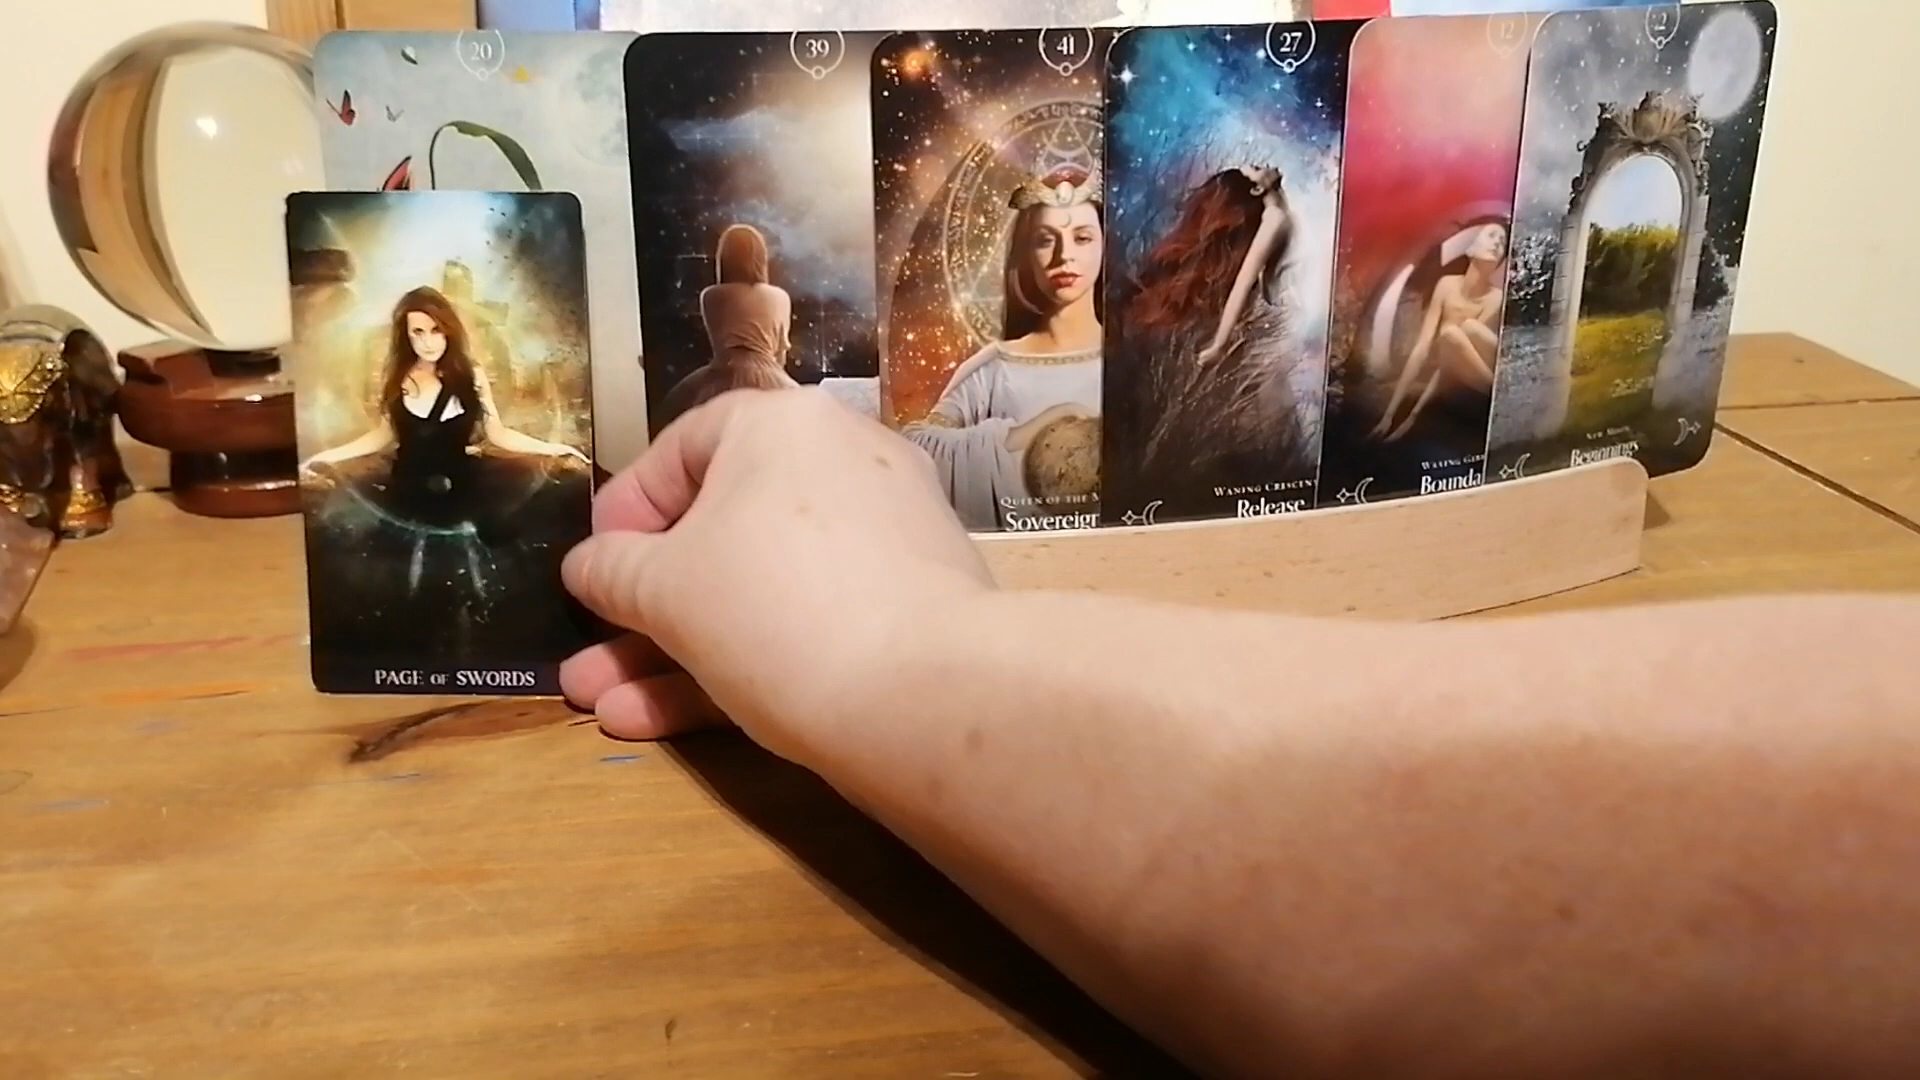 20
39
41
27
12
PAGE OF SWORDS
QUEEN OF THE M
Sovereign
WANING CRESCENT
Release
Bounda
NEW MOON
Beginnings